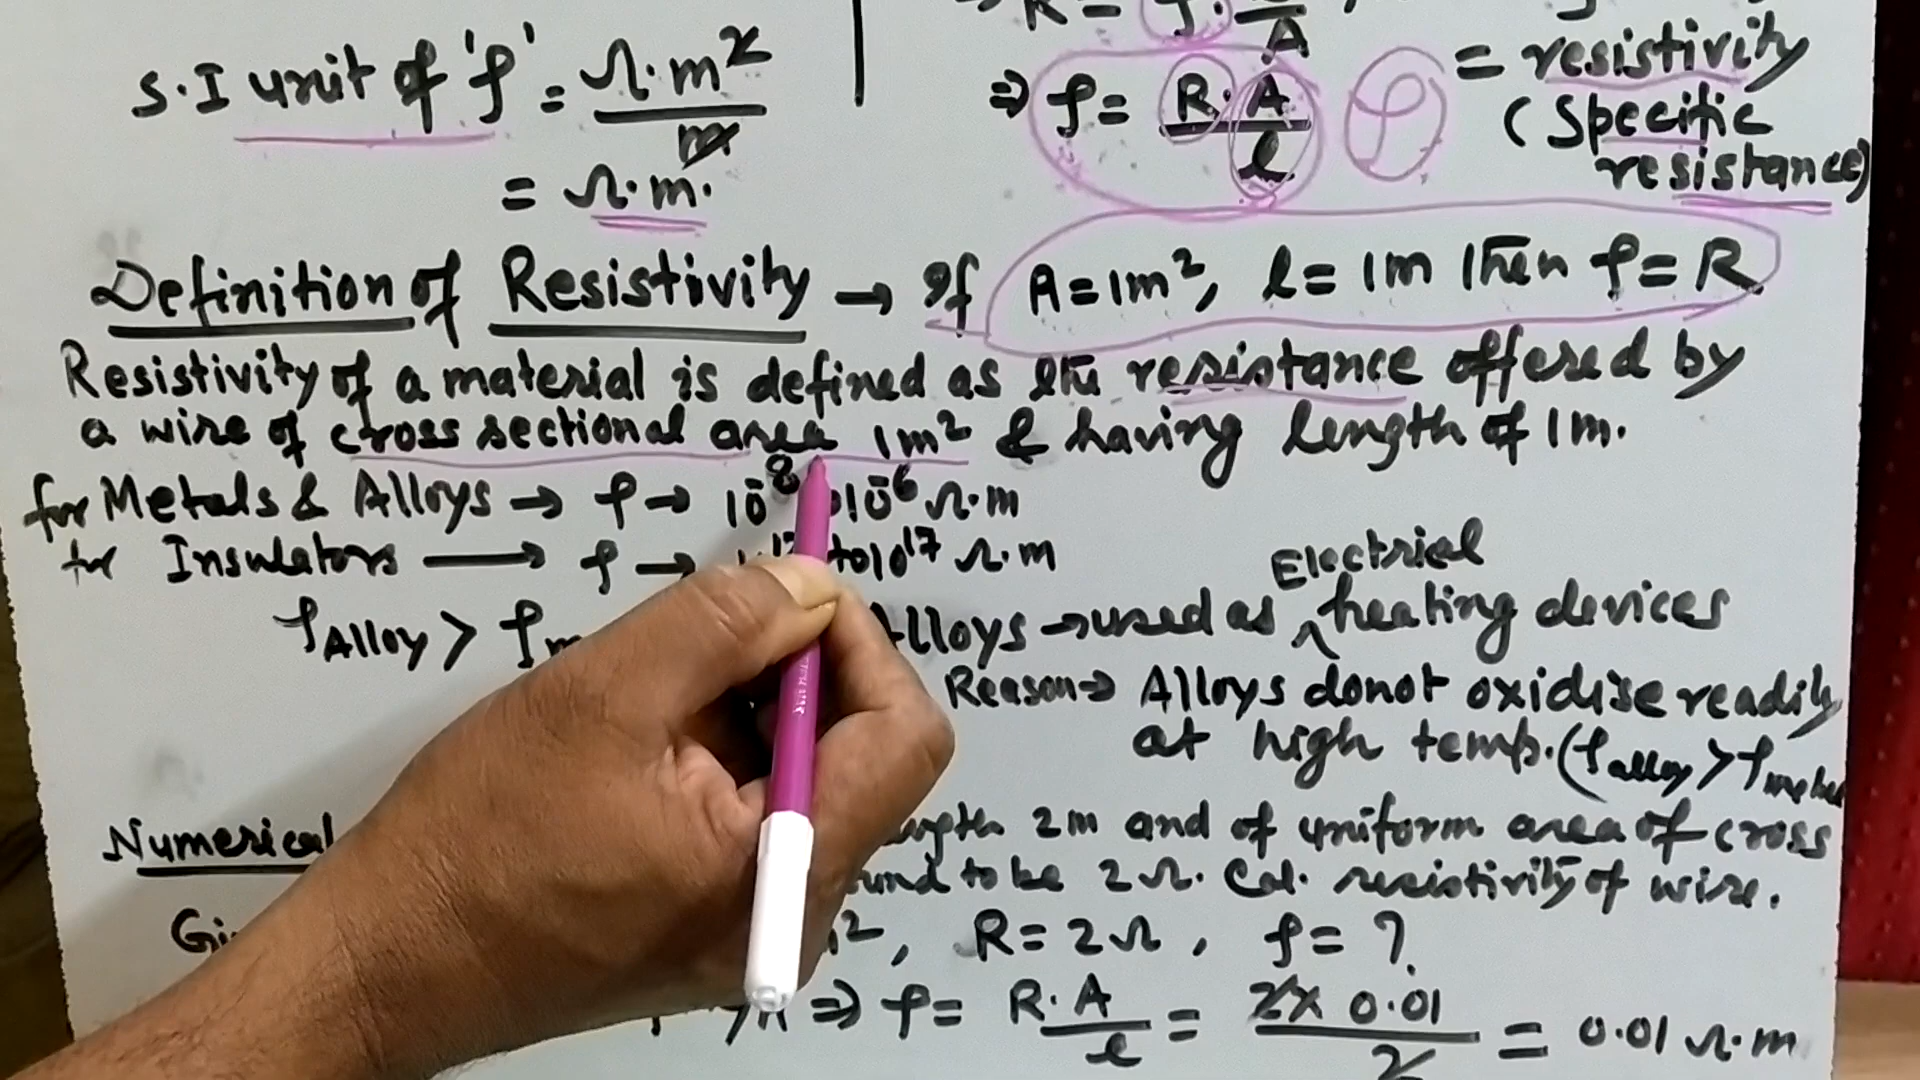 S.I unit of 'ρ' = Ω·m²
m
= Ω·m.
R = ρ·
A
⇒ ρ = R·A
l
ρ = resistivity
(Specific
resistance)
Definition of Resistivity → If A = 1m², l = 1m then ρ = R
Resistivity of a material is defined as the resistance offered by
a wire of cross sectional area 1m² & having length of 1m.
for Metals & Alloys → ρ → 10⁻⁸ 10⁻⁶ Ω·m
for Insulators → ρ → to 10¹⁷ Ω·m
ρAlloy > ρ
Alloys → used as Electrical heating devices
Reason → Alloys donot oxidise readily
at high temp. (ρalloy > ρmetal
Numerical
length 2m and of uniform area of cross
found to be 2Ω. Cal. resistivity of wire.
m², R = 2Ω, ρ = ?
⇒ ρ = R·A = 2 × 0.01 = 0.01 Ω·m
l 2